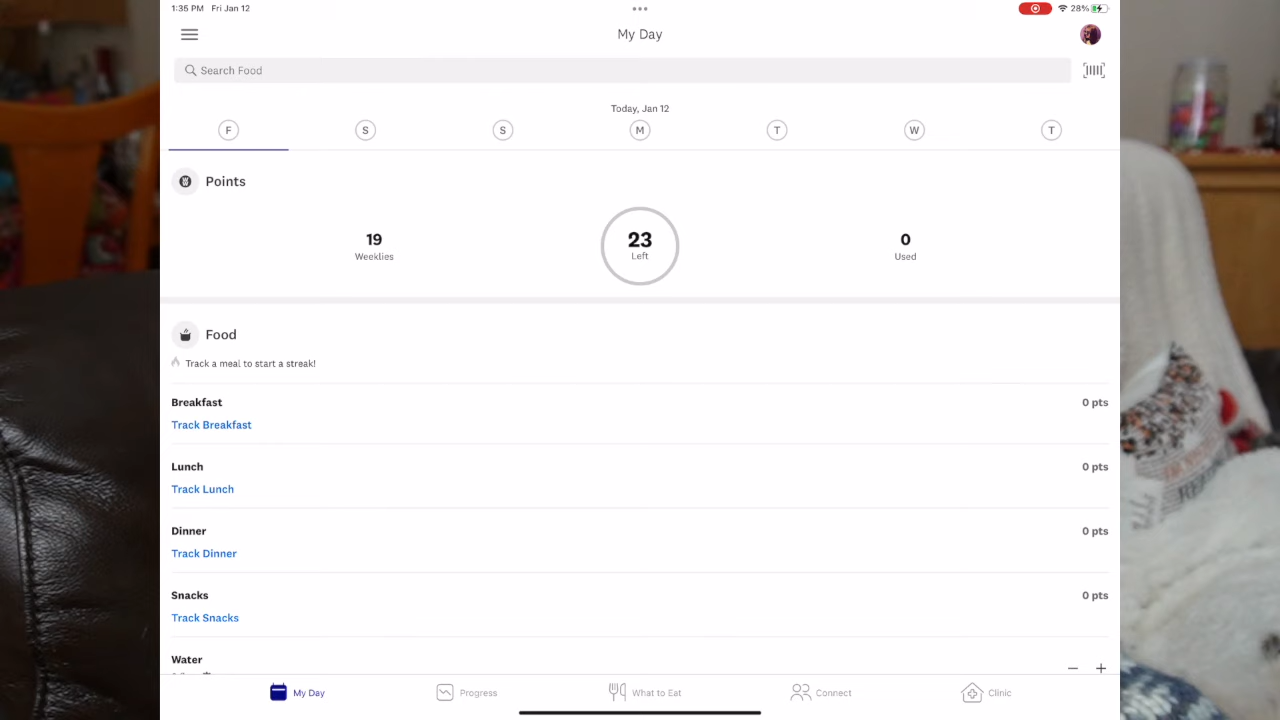 1:35 PM Fri Jan 12
28%
My Day
Search Food
Today, Jan 12
F S S M T W T
Points
19 23 0
Weeklies Left Used
Food
Track a meal to start a streak!
Breakfast 0 pts
Track Breakfast
Lunch 0 pts
Track Lunch
Dinner 0 pts
Track Dinner
Snacks 0 pts
Track Snacks
Water
My Day Progress What to Eat Connect Clinic